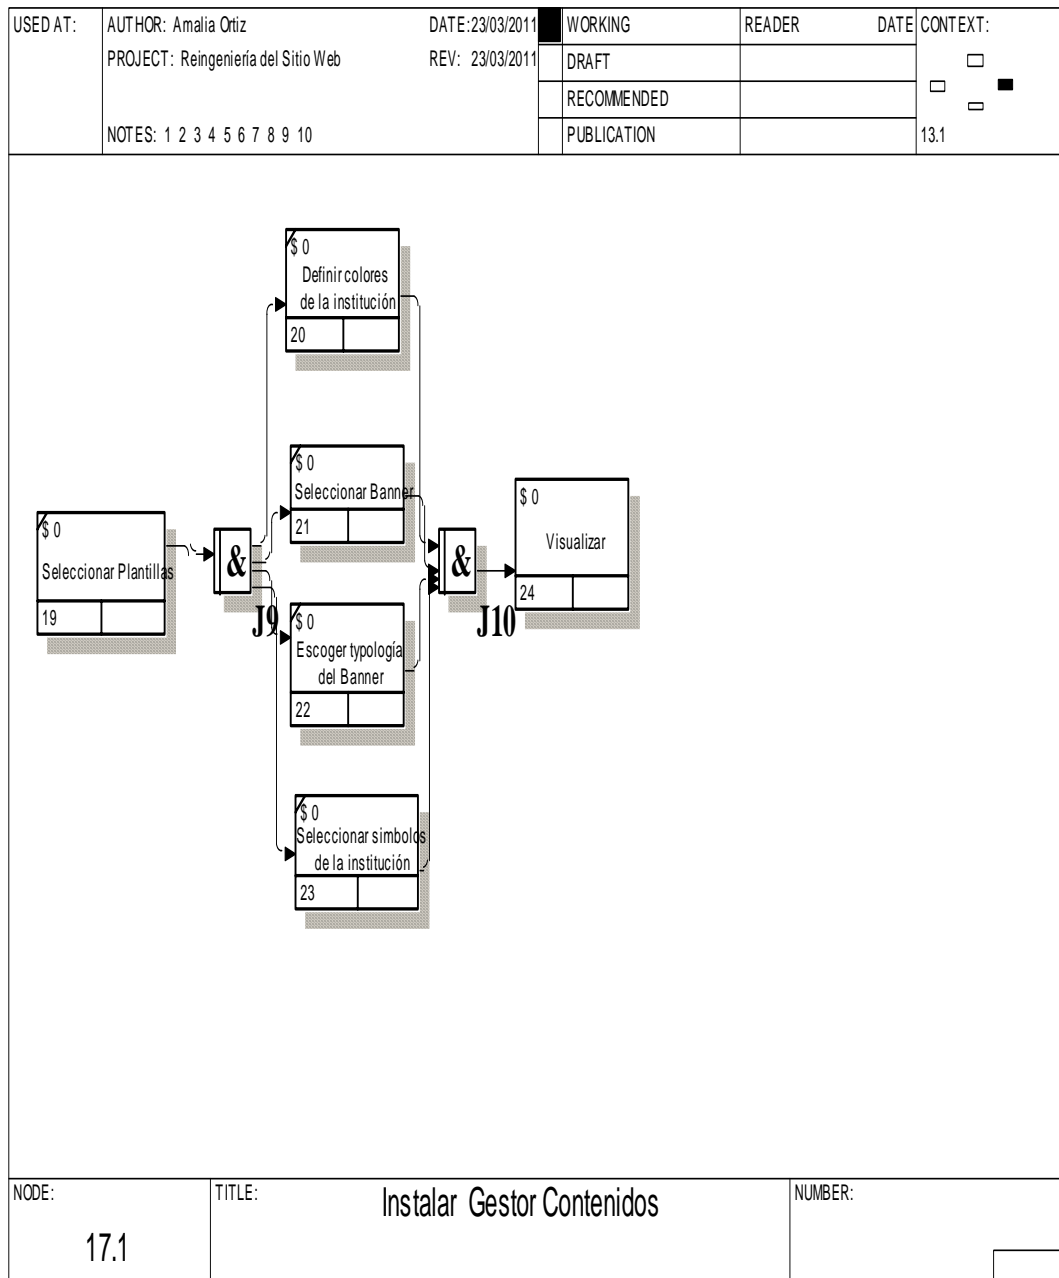 USED AT:
AUTHOR: Amalia Ortiz
DATE: 23/03/2011
PROJECT: Reingeniería del Sitio Web
REV: 23/03/2011
NOTES: 1 2 3 4 5 6 7 8 9 10
WORKING
DRAFT
RECOMMENDED
PUBLICATION
READER
DATE
CONTEXT:
13.1
$ 0
Definir colores
de la institución
20
$ 0
Seleccionar Banner
21
$ 0
Visualizar
24
$ 0
Seleccionar Plantillas
19
&
J9
&
J10
$ 0
Escoger typología
del Banner
22
$ 0
Seleccionar simbolos
de la institución
23
NODE:
17.1
TITLE:
Instalar Gestor Contenidos
NUMBER: